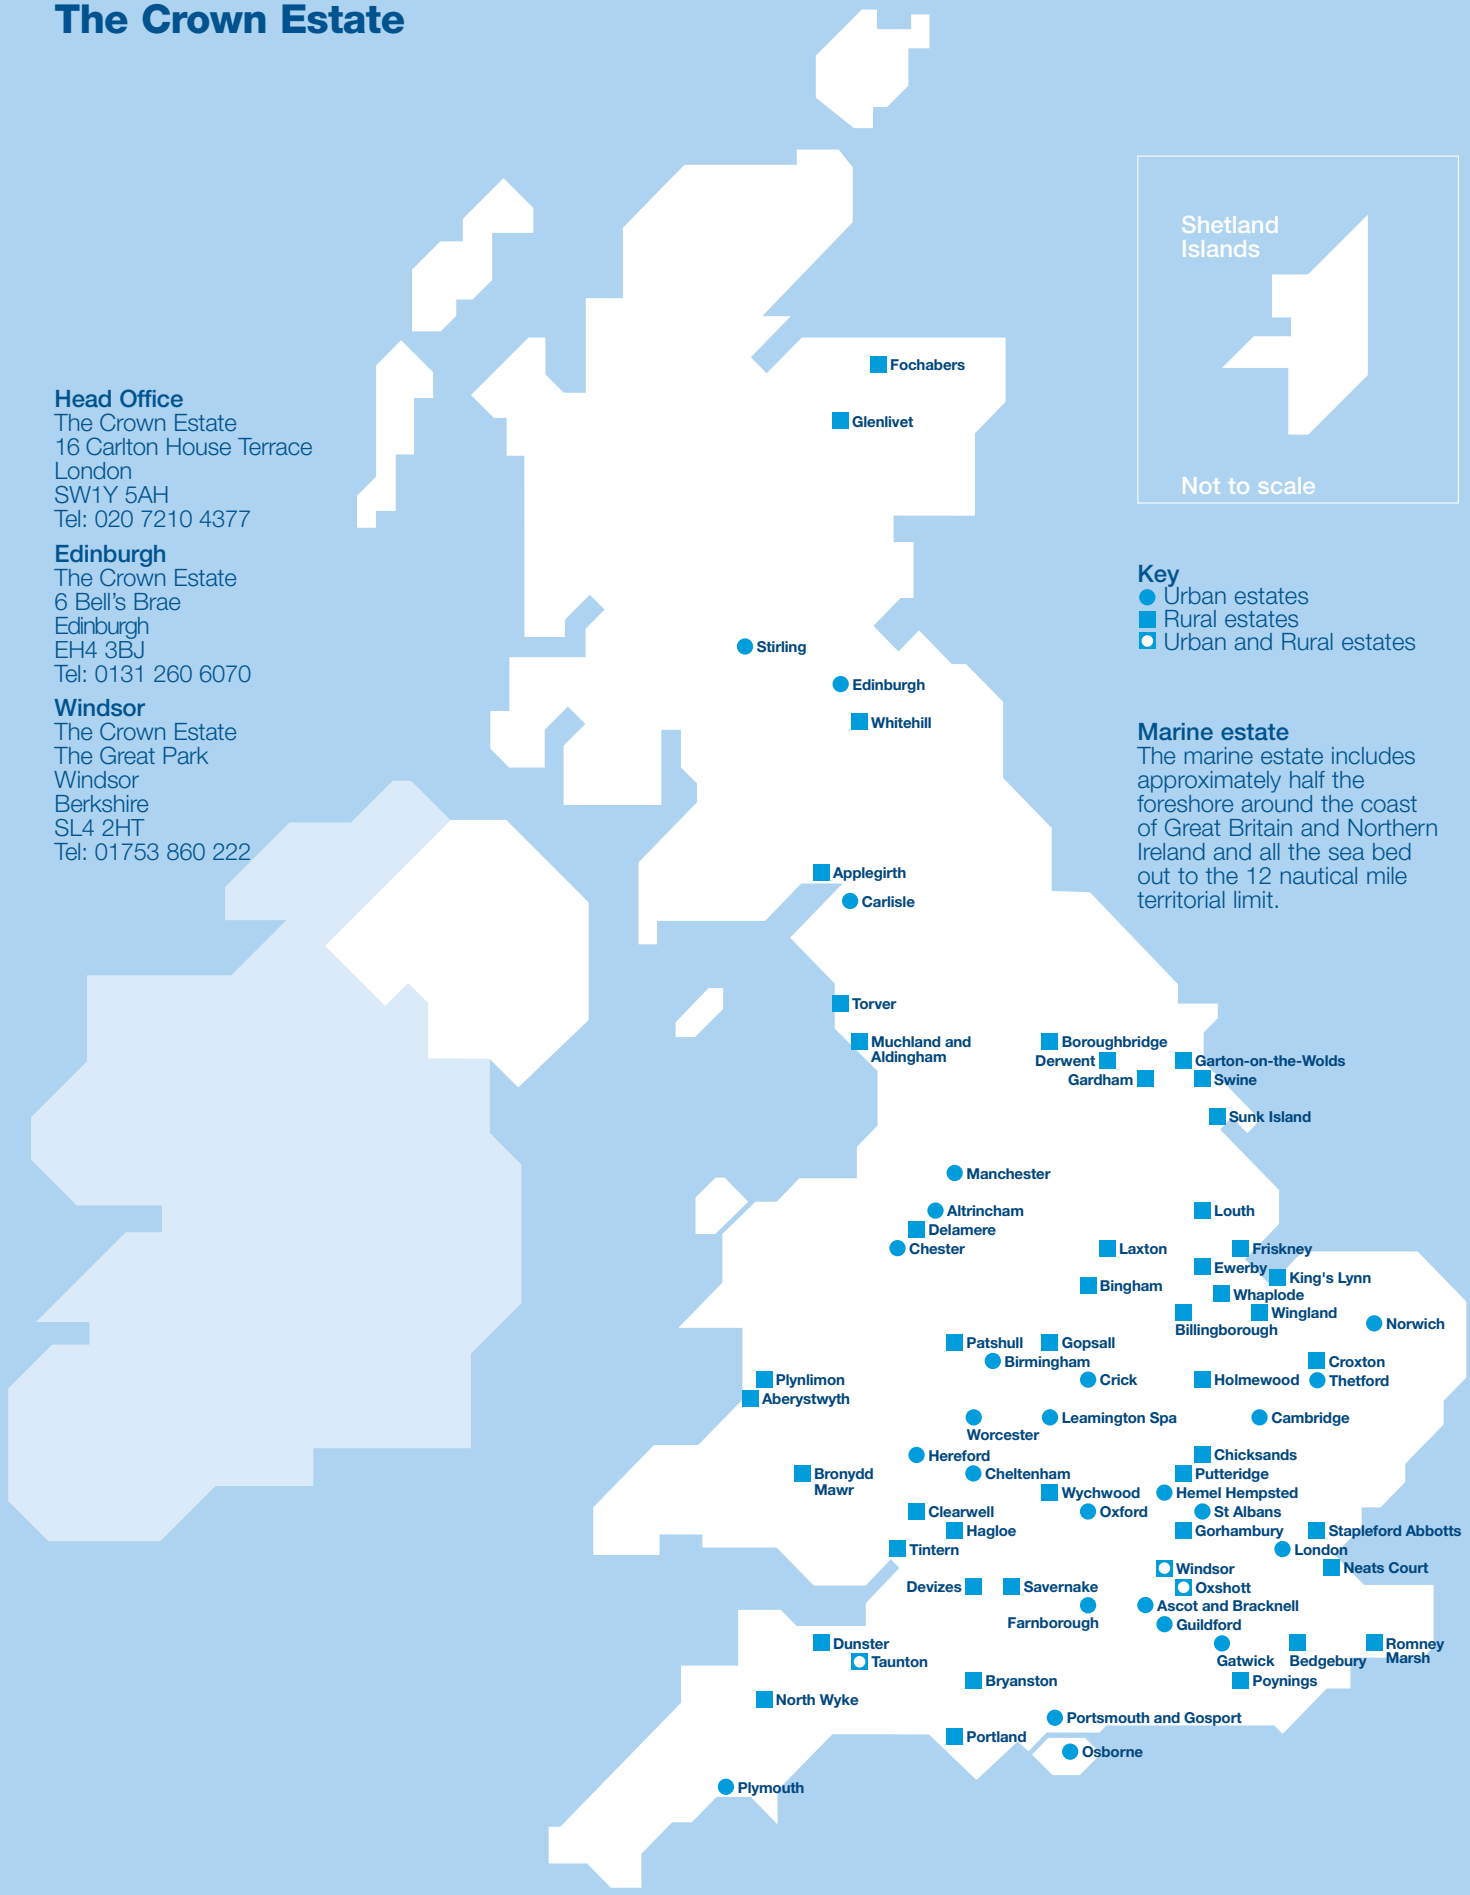 The Crown Estate
Shetland
Islands
Not to scale
Head Office
The Crown Estate
16 Carlton House Terrace
London
SW1Y 5AH
Tel: 020 7210 4377
Edinburgh
The Crown Estate
6 Bell's Brae
Edinburgh
EH4 3BJ
Tel: 0131 260 6070
Windsor
The Crown Estate
The Great Park
Windsor
Berkshire
SL4 2HT
Tel: 01753 860 222
Key
Urban estates
Rural estates
Urban and Rural estates
Marine estate
The marine estate includes
approximately half the
foreshore around the coast
of Great Britain and Northern
Ireland and all the sea bed
out to the 12 nautical mile
territorial limit.
Fochabers
Glenlivet
Stirling
Edinburgh
Whitehill
Applegirth
Carlisle
Torver
Muchland and
Aldingham
Boroughbridge
Derwent
Garton-on-the-Wolds
Gardham
Swine
Sunk Island
Manchester
Altrincham
Louth
Delamere
Chester
Laxton
Friskney
Ewerby
King's Lynn
Bingham
Whaplode
Wingland
Billingborough
Norwich
Patshull
Gopsall
Birmingham
Croxton
Plynlimon
Crick
Holmewood
Thetford
Aberystwyth
Worcester
Leamington Spa
Cambridge
Hereford
Chicksands
Bronydd
Mawr
Cheltenham
Putteridge
Wychwood
Hemel Hempsted
Clearwell
Oxford
St Albans
Hagloe
Gorhambury
Stapleford Abbotts
Tintern
London
Windsor
Neats Court
Devizes
Savernake
Oxshott
Farnborough
Ascot and Bracknell
Guildford
Dunster
Gatwick
Bedgebury
Romney
Marsh
Taunton
Bryanston
Poynings
North Wyke
Portsmouth and Gosport
Portland
Osborne
Plymouth